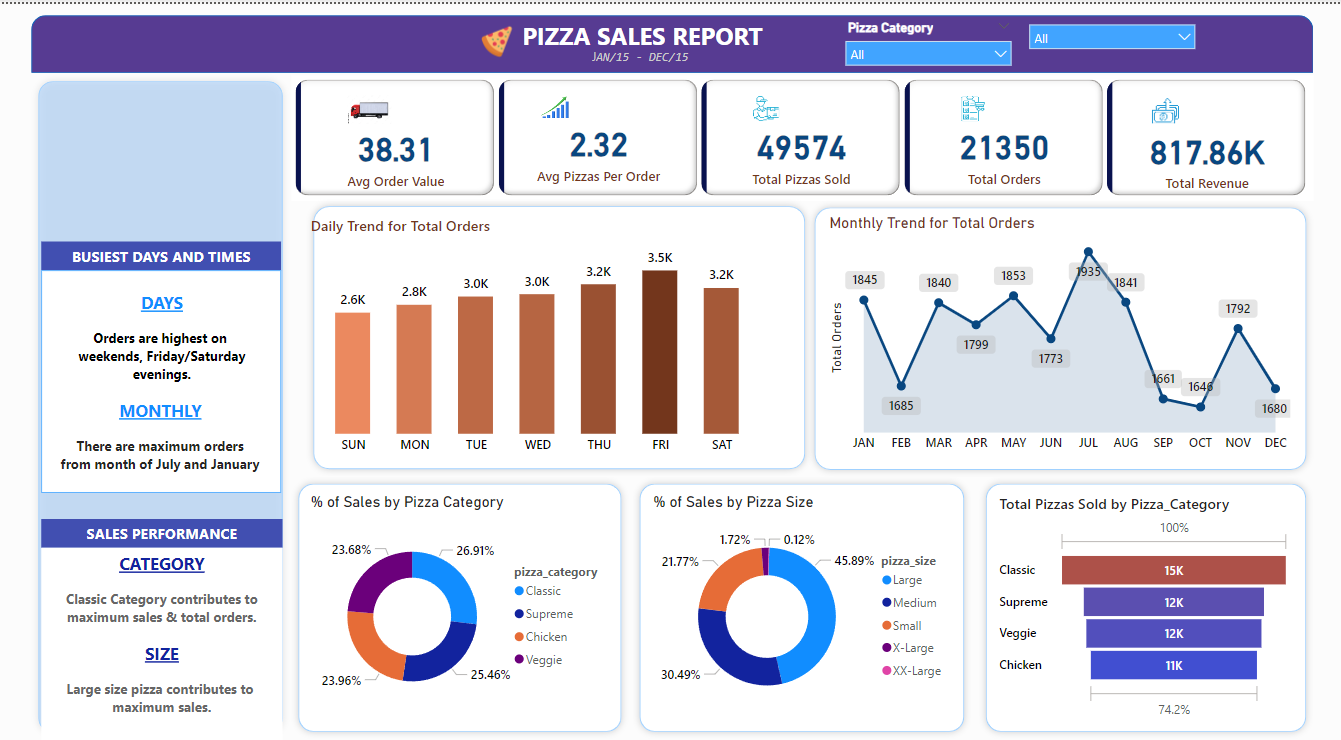 PIZZA SALES REPORT
JAN/15 - DEC/15
Pizza Category
All
All
38.31
Avg Order Value
2.32
Avg Pizzas Per Order
49574
Total Pizzas Sold
21350
Total Orders
817.86K
Total Revenue
BUSIEST DAYS AND TIMES
DAYS
Orders are highest on
weekends, Friday/Saturday
evenings.
MONTHLY
There are maximum orders
from month of July and January
SALES PERFORMANCE
CATEGORY
Classic Category contributes to
maximum sales & total orders.
SIZE
Large size pizza contributes to
maximum sales.
Daily Trend for Total Orders
2.6K
2.8K
3.0K
3.0K
3.2K
3.5K
3.2K
SUN MON TUE WED THU FRI SAT
Monthly Trend for Total Orders
Total Orders
1845
1685
1840
1799
1853
1773
1935
1841
1661
1646
1792
1680
JAN FEB MAR APR MAY JUN JUL AUG SEP OCT NOV DEC
% of Sales by Pizza Category
23.68%
26.91%
23.96%
25.46%
pizza_category
Classic
Supreme
Chicken
Veggie
% of Sales by Pizza Size
1.72%
0.12%
21.77%
45.89%
30.49%
pizza_size
Large
Medium
Small
X-Large
XX-Large
Total Pizzas Sold by Pizza_Category
100%
Classic 15K
Supreme 12K
Veggie 12K
Chicken 11K
74.2%